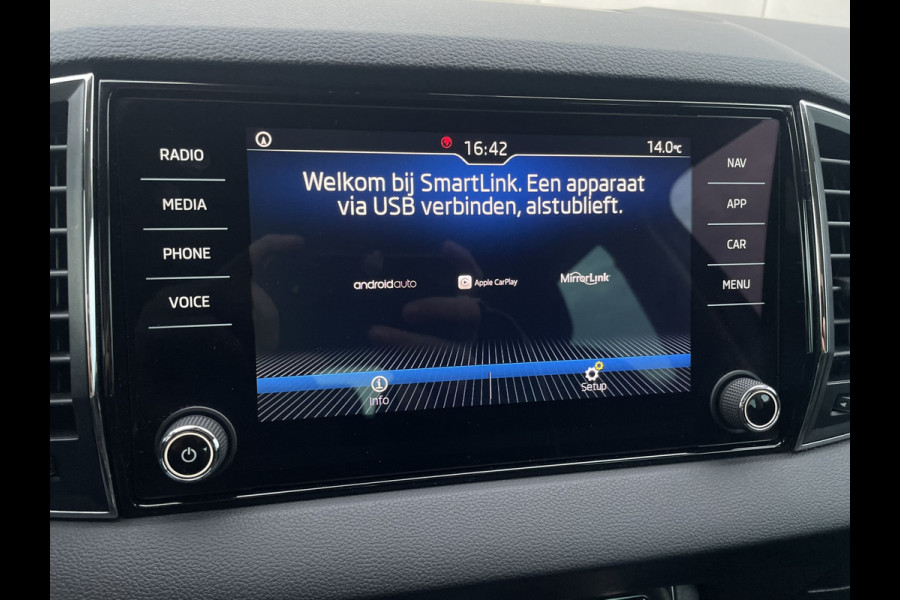 RADIO
MEDIA
PHONE
VOICE
16:42
14.0°C
Welkom bij SmartLink. Een apparaat
via USB verbinden, alstublieft.
androidauto
Apple CarPlay
MirrorLink
Info
Setup
NAV
APP
CAR
MENU